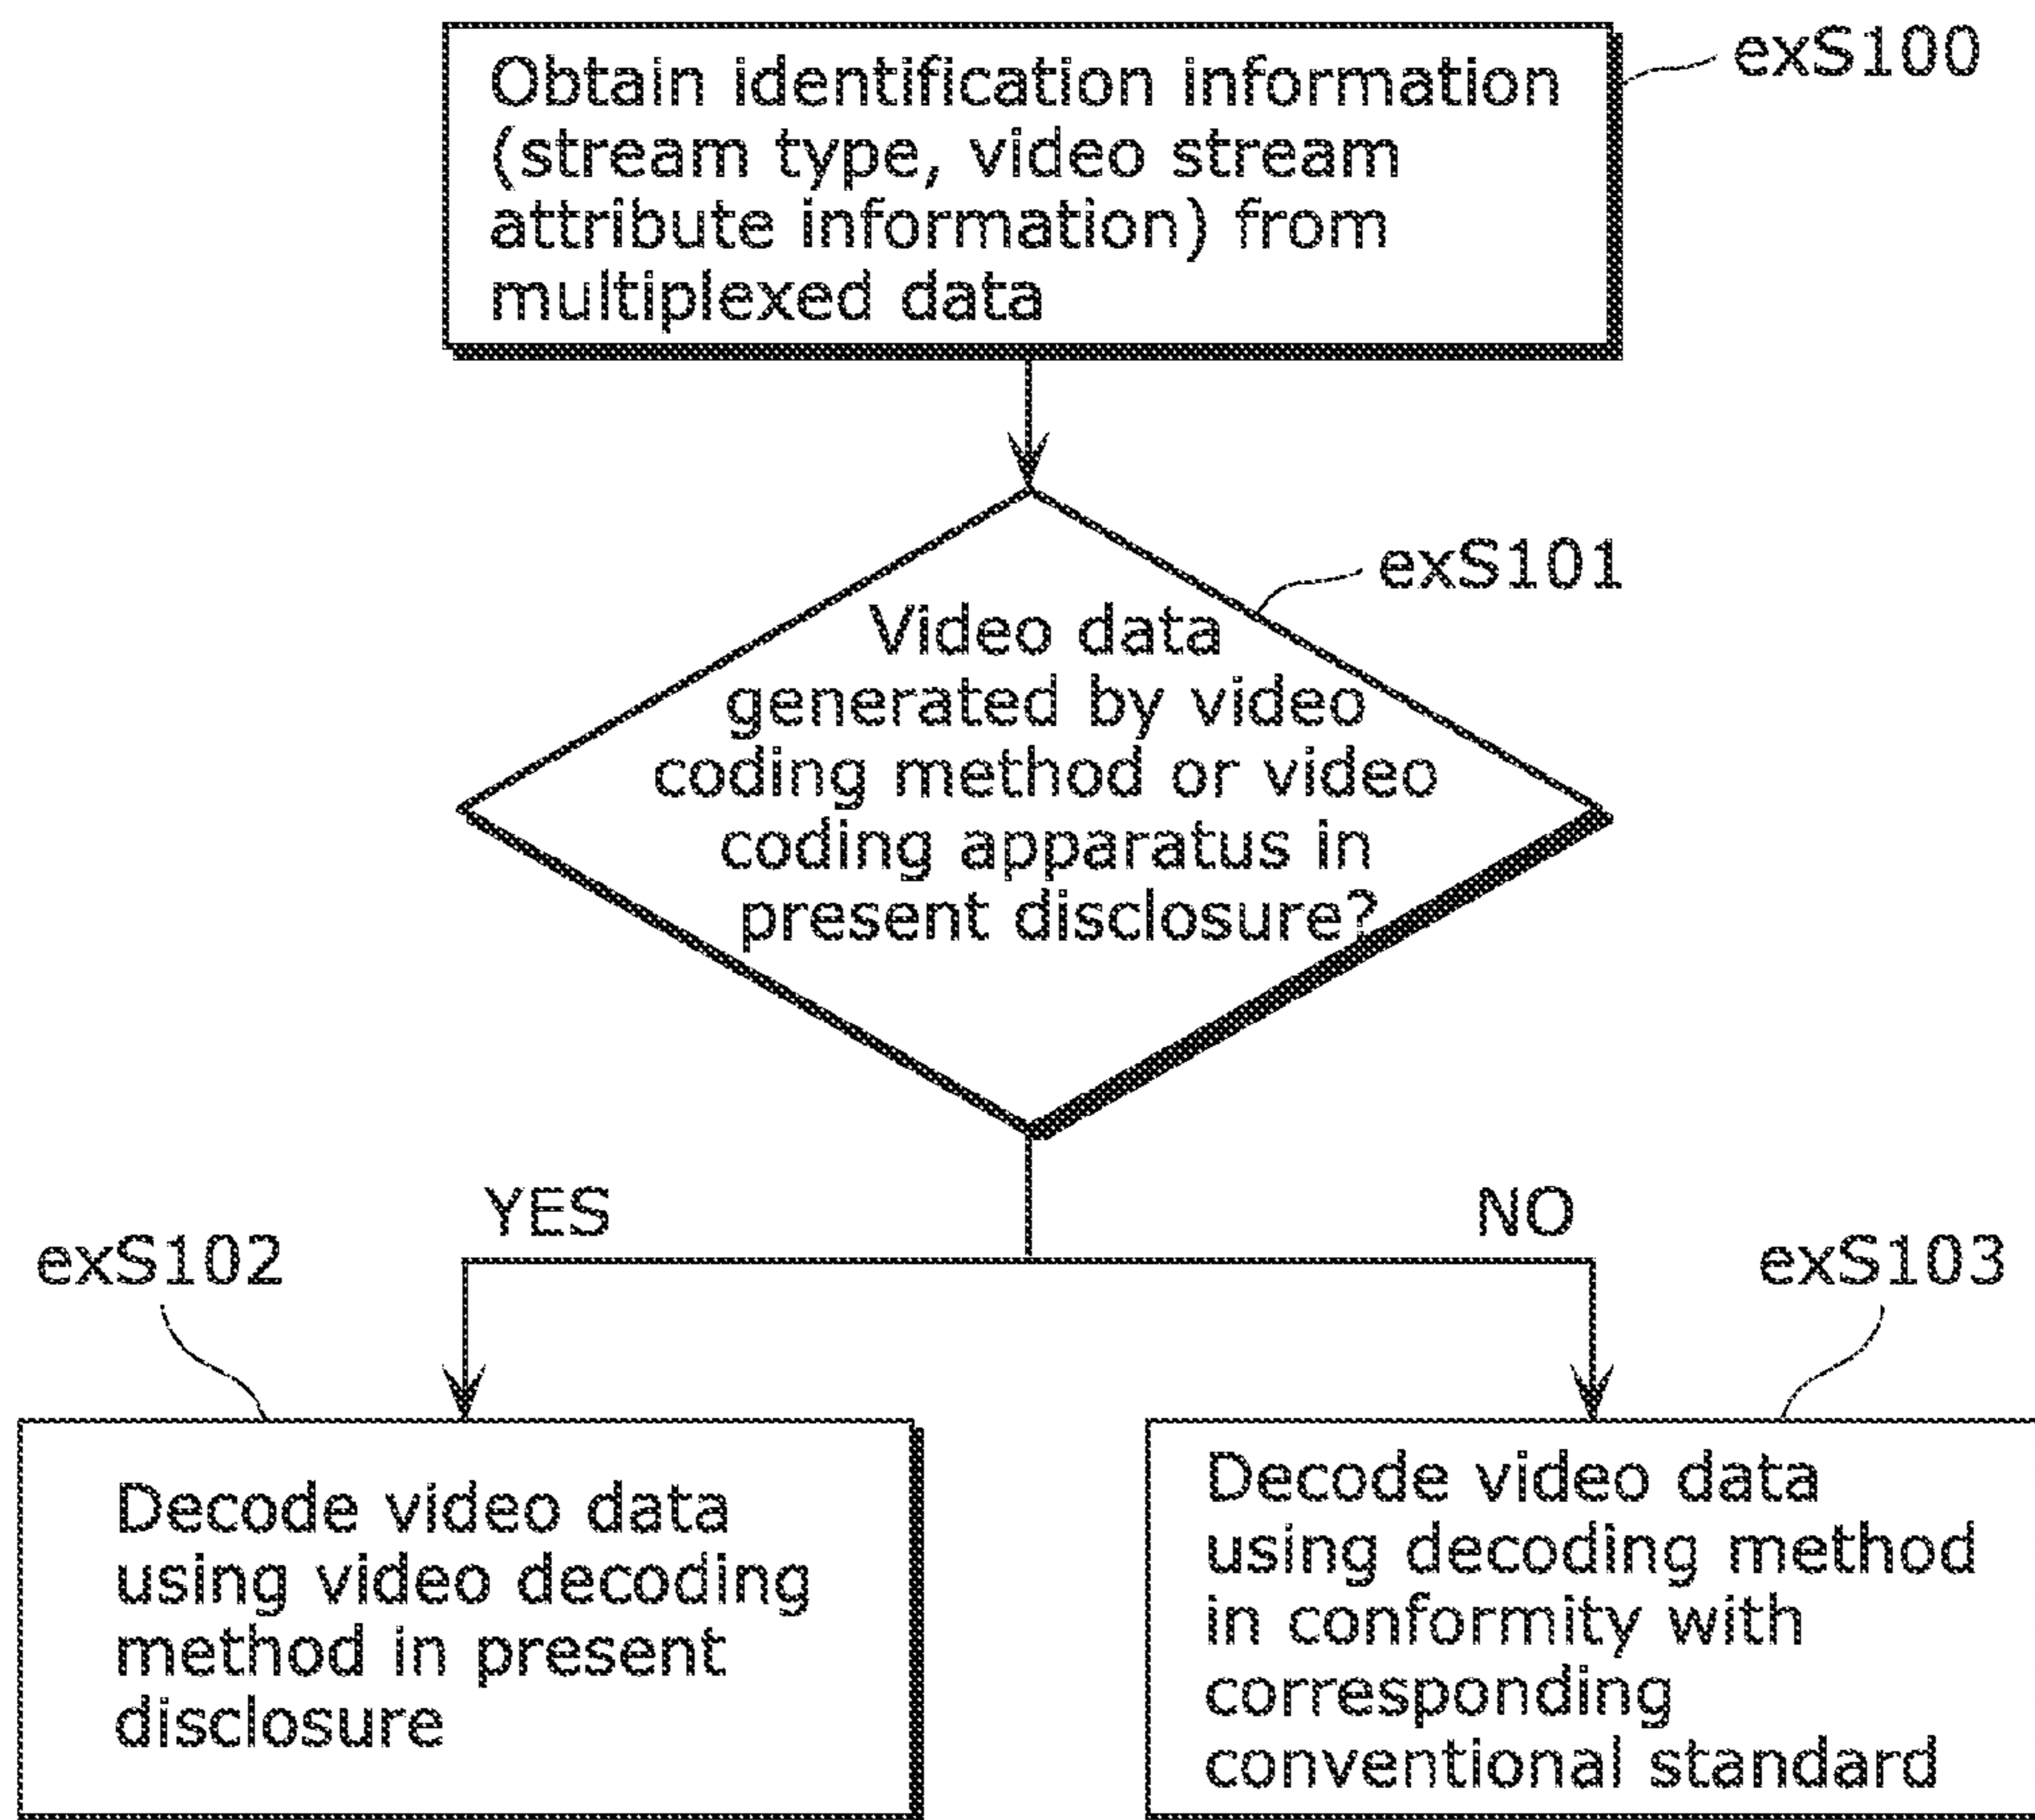 exS100
Obtain identification information
(stream type, video stream
attribute information) from
multiplexed data
exS101
Video data
generated by video
coding method or video
coding apparatus in
present disclosure?
YES
NO
exS102
exS103
Decode video data
using video decoding
method in present
disclosure
Decode video data
using decoding method
in conformity with
corresponding
conventional standard